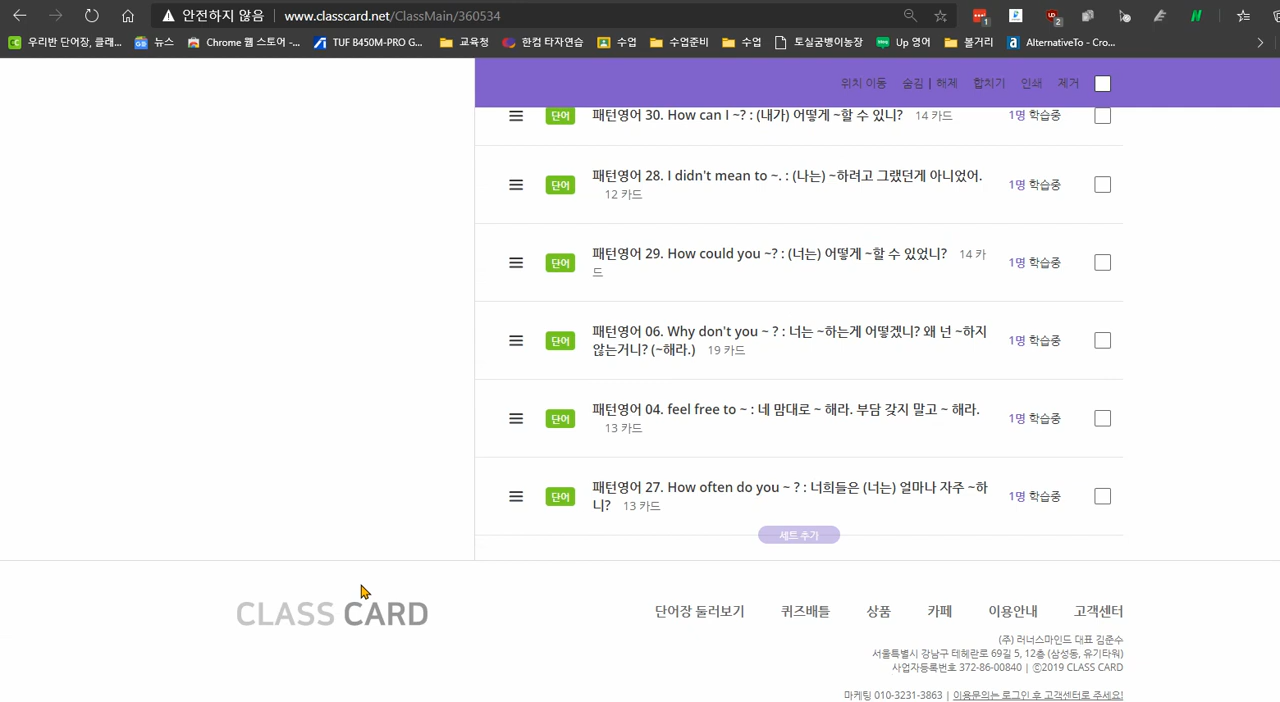 안전하지 않음 | www.classcard.net/ClassMain/360534
1
2
우리반 단어장, 클래...
뉴스
Chrome 웹 스토어 -...
TUF B450M-PRO G...
교육청
한컴 타자연습
수업
수업준비
수업
토실굼벵이농장
Up 영어
볼거리
AlternativeTo - Cro...
위치 이동 숨김 | 해제 합치기 인쇄 제거
단어 패턴영어 30. How can I ~? : (내가) 어떻게 ~할 수 있니? 14 카드 1명 학습중
단어 패턴영어 28. I didn't mean to ~. : (나는) ~하려고 그랬던게 아니었어. 1명 학습중
12 카드
단어 패턴영어 29. How could you ~? : (너는) 어떻게 ~할 수 있었니? 14 카 1명 학습중
드
단어 패턴영어 06. Why don't you ~ ? : 너는 ~하는게 어떻겠니? 왜 넌 ~하지 1명 학습중
않는거니? (~해라.) 19 카드
단어 패턴영어 04. feel free to ~ : 네 맘대로 ~ 해라. 부담 갖지 말고 ~ 해라. 1명 학습중
13 카드
단어 패턴영어 27. How often do you ~ ? : 너희들은 (너는) 얼마나 자주 ~하 1명 학습중
니? 13 카드
세트 추가
CLASS CARD
단어장 둘러보기 퀴즈배틀 상품 카페 이용안내 고객센터
(주) 러너스마인드 대표 김준수
서울특별시 강남구 테헤란로 69길 5, 12층 (삼성동, 유기타워)
사업자등록번호 372-86-00840 | ⓒ2019 CLASS CARD
마케팅 010-3231-3863 | 이용문의는 로그인 후 고객센터로 주세요!